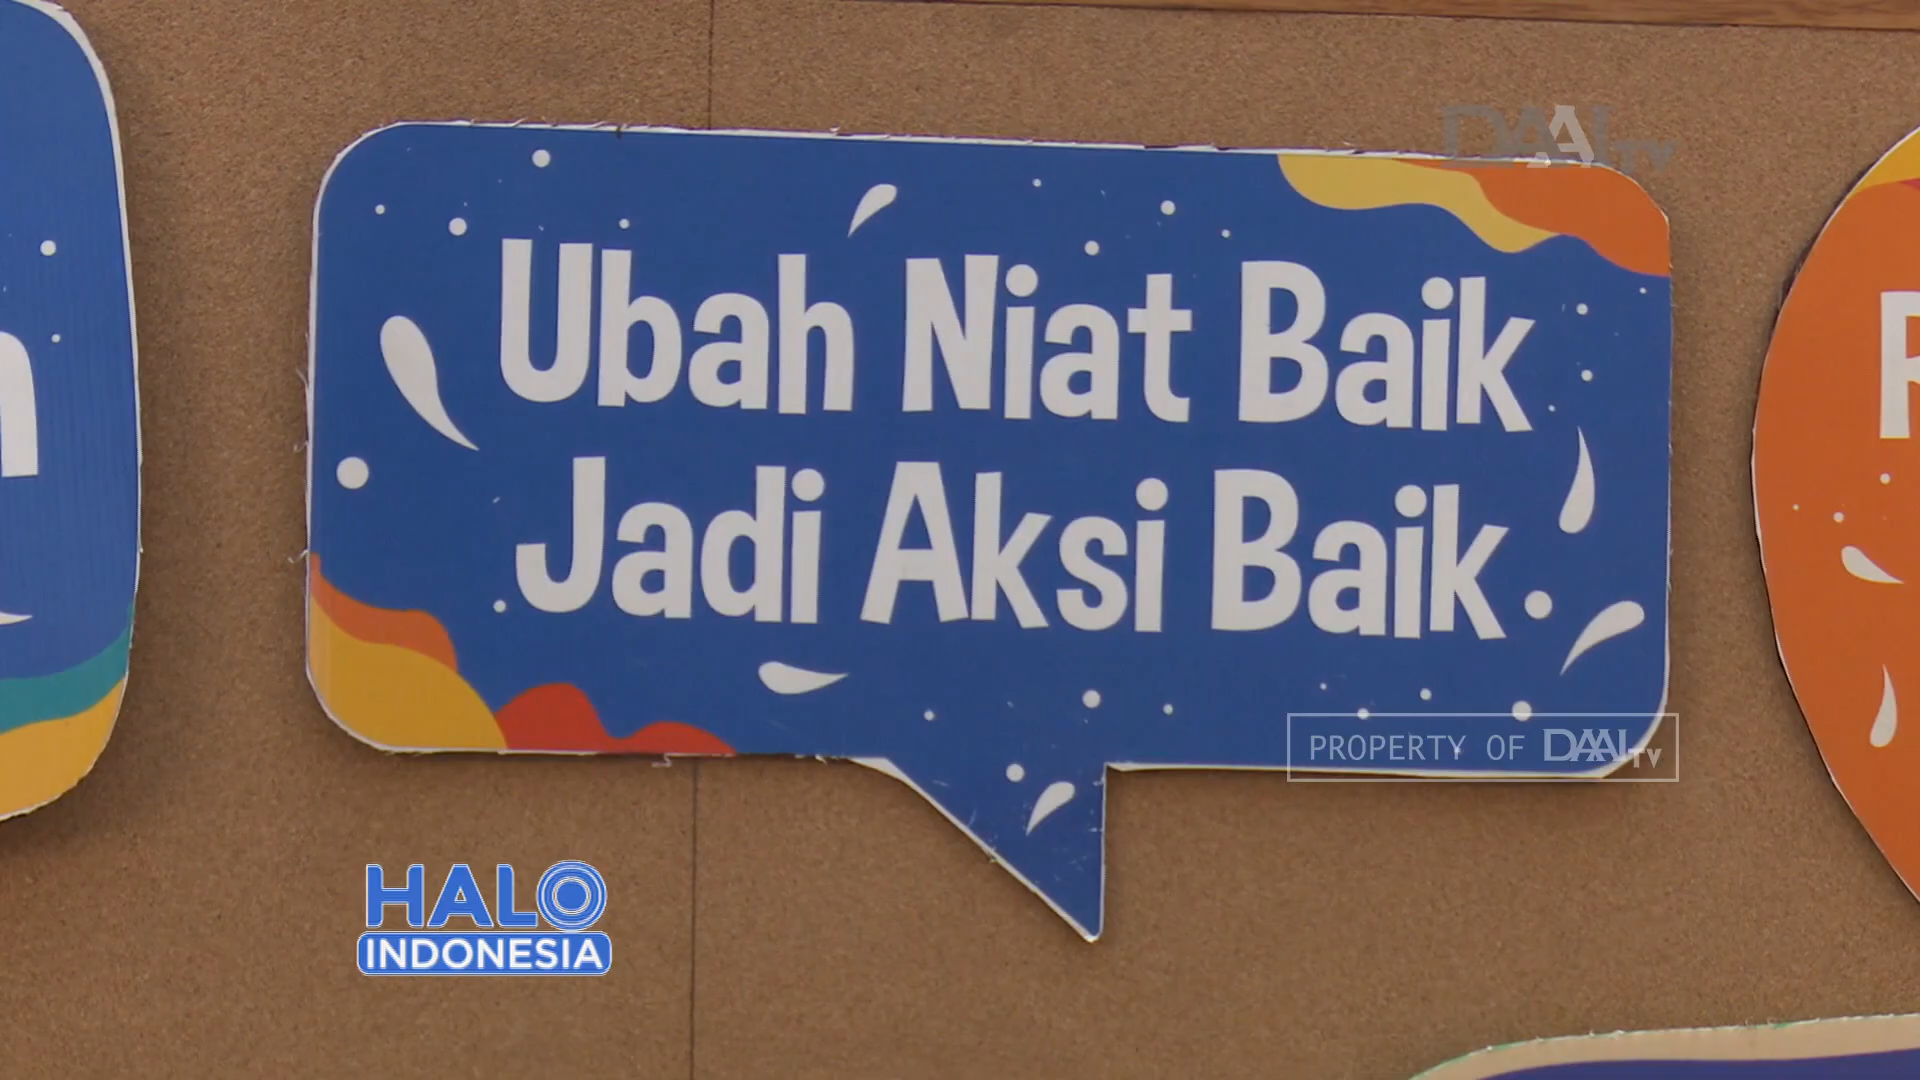 DAAI TV
Ubah Niat Baik
Jadi Aksi Baik
PROPERTY OF DAAI TV
HALO
INDONESIA